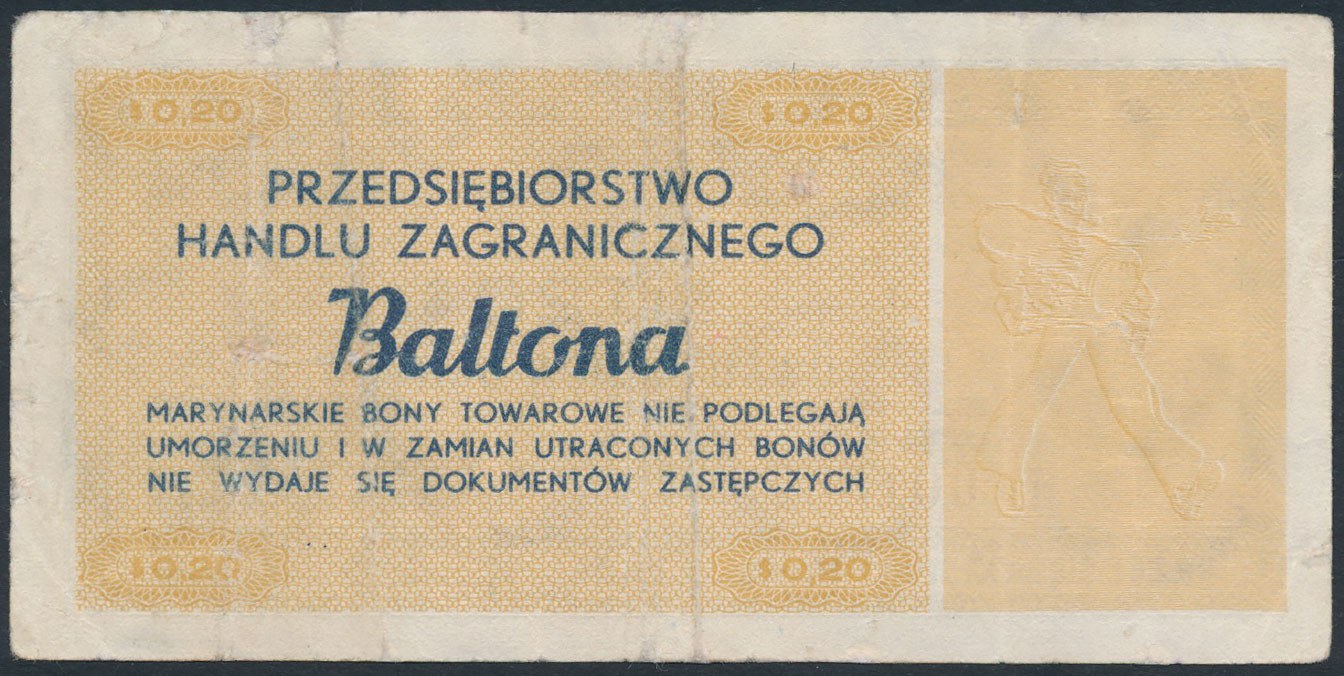 $ 0,20 $ 0,20
PRZEDSIĘBIORSTWO
HANDLU ZAGRANICZNEGO
Baltona
MARYNARSKIE BONY TOWAROWE NIE PODLEGAJĄ
UMORZENIU I W ZAMIAN UTRACONYCH BONÓW
NIE WYDAJE SIĘ DOKUMENTÓW ZASTĘPCZYCH
$ 0,20 $ 0,20